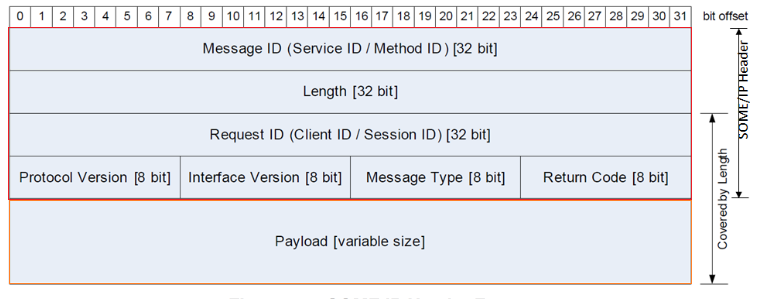 0 1 2 3 4 5 6 7 8 9 10 11 12 13 14 15 16 17 18 19 20 21 22 23 24 25 26 27 28 29 30 31 bit offset
Message ID (Service ID / Method ID) [32 bit]
Length [32 bit]
Request ID (Client ID / Session ID) [32 bit]
Protocol Version [8 bit] Interface Version [8 bit] Message Type [8 bit] Return Code [8 bit]
Payload [variable size]
SOME/IP Header
Covered by Length